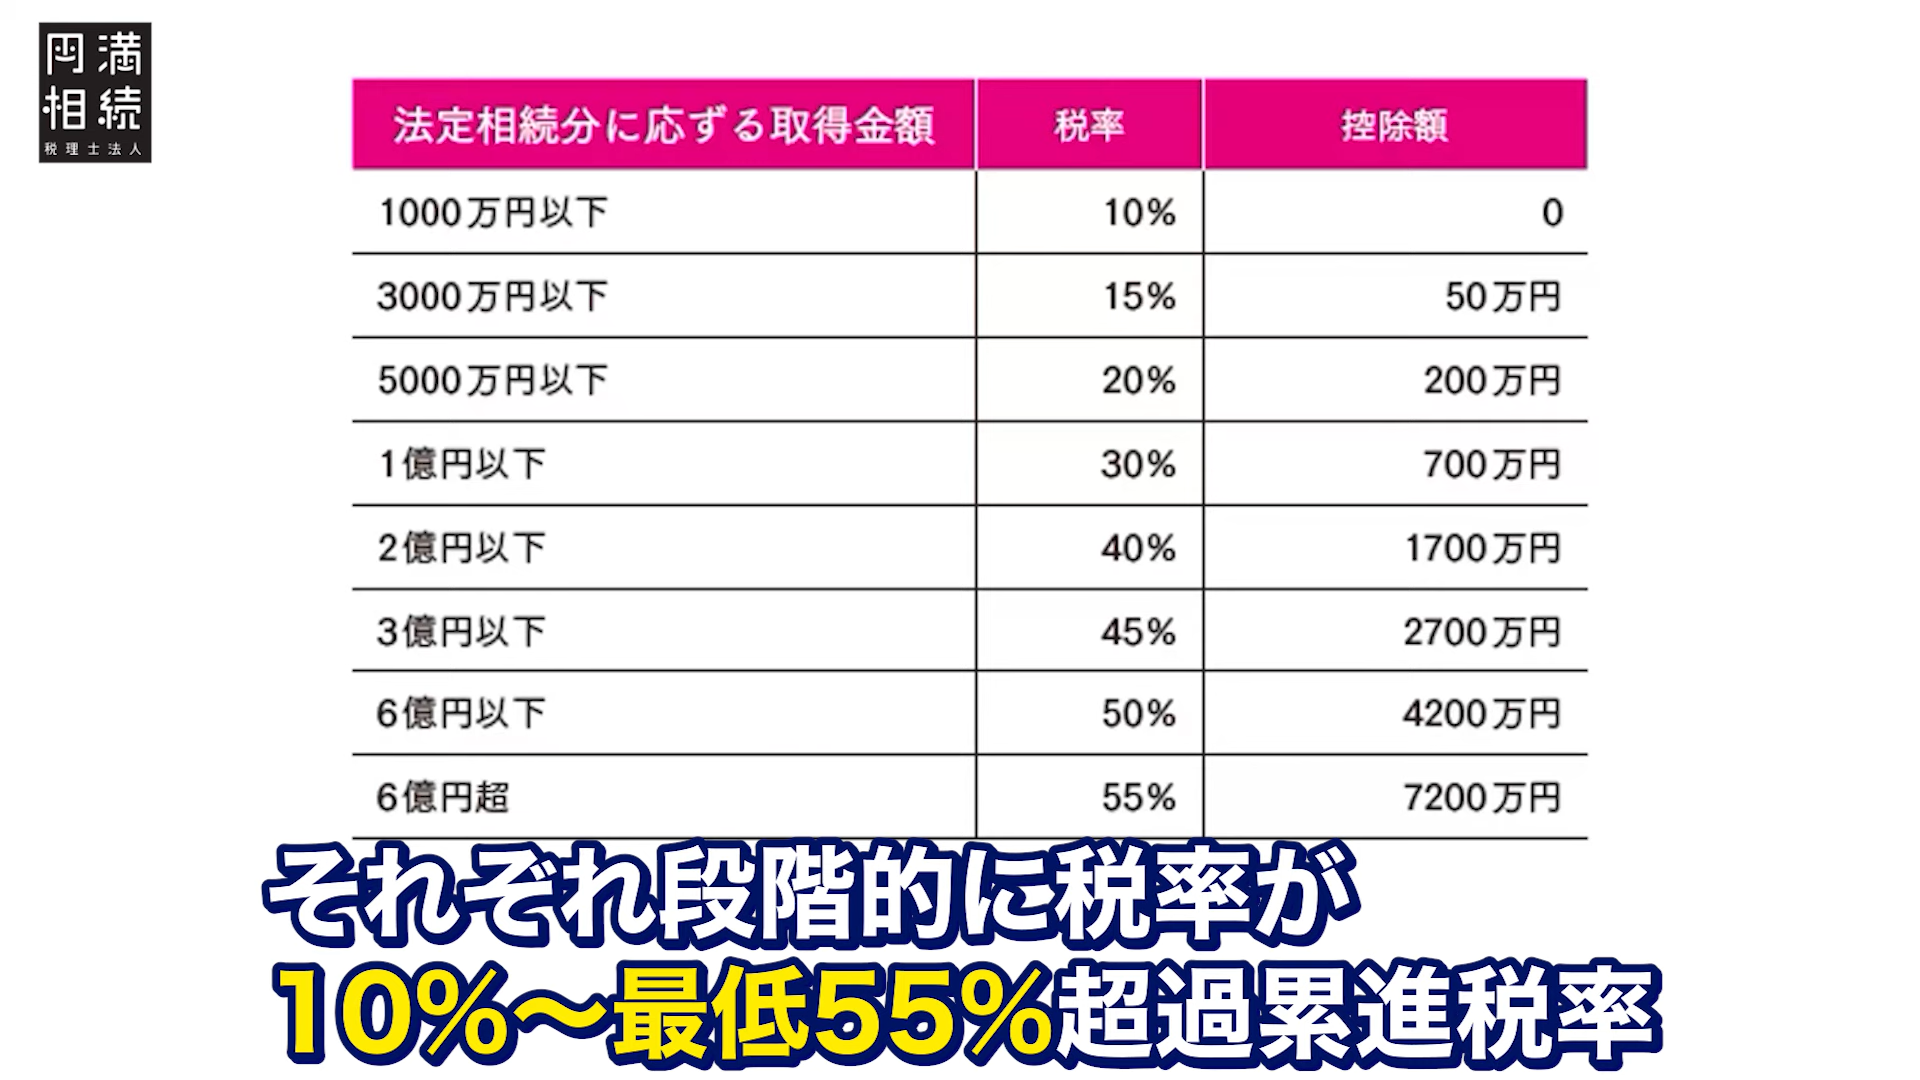 円満
相続
税理士法人
法定相続分に応ずる取得金額 税率 控除額
1000万円以下 10% 0
3000万円以下 15% 50万円
5000万円以下 20% 200万円
1億円以下 30% 700万円
2億円以下 40% 1700万円
3億円以下 45% 2700万円
6億円以下 50% 4200万円
6億円超 55% 7200万円
それぞれ段階的に税率が
10%～最低55%超過累進税率